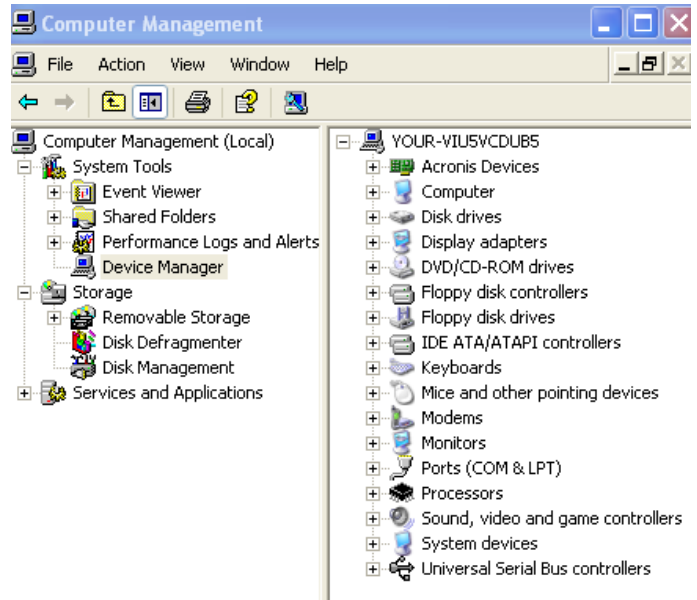 Computer Management
File Action View Window Help
Computer Management (Local)
System Tools
Event Viewer
Shared Folders
Performance Logs and Alerts
Device Manager
Storage
Removable Storage
Disk Defragmenter
Disk Management
Services and Applications
YOUR-VIU5VCDUB5
Acronis Devices
Computer
Disk drives
Display adapters
DVD/CD-ROM drives
Floppy disk controllers
Floppy disk drives
IDE ATA/ATAPI controllers
Keyboards
Mice and other pointing devices
Modems
Monitors
Ports (COM & LPT)
Processors
Sound, video and game controllers
System devices
Universal Serial Bus controllers